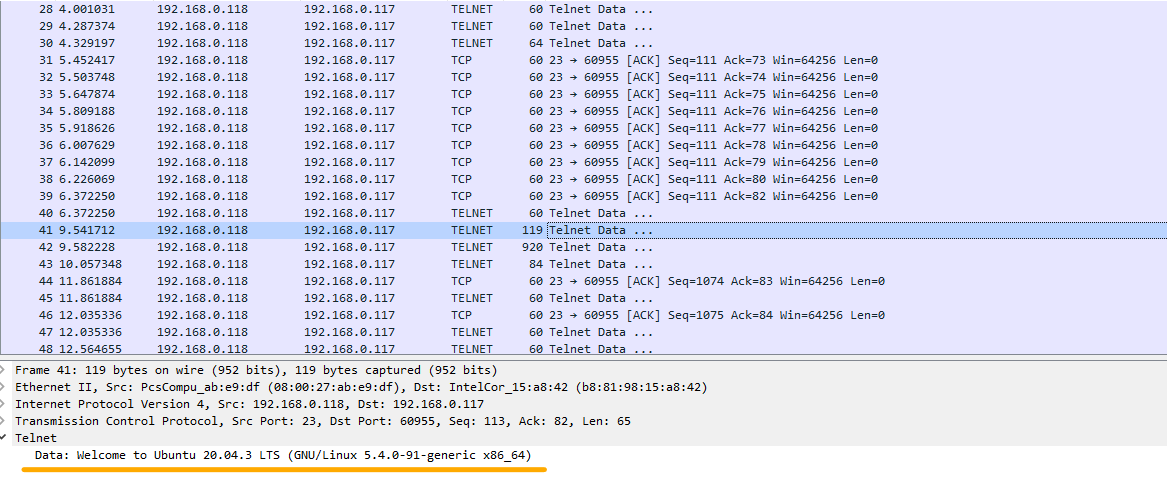 28 4.001031 192.168.0.118 192.168.0.117 TELNET 60 Telnet Data ...
29 4.287374 192.168.0.118 192.168.0.117 TELNET 60 Telnet Data ...
30 4.329197 192.168.0.118 192.168.0.117 TELNET 64 Telnet Data ...
31 5.452417 192.168.0.118 192.168.0.117 TCP 60 23 → 60955 [ACK] Seq=111 Ack=73 Win=64256 Len=0
32 5.503748 192.168.0.118 192.168.0.117 TCP 60 23 → 60955 [ACK] Seq=111 Ack=74 Win=64256 Len=0
33 5.647874 192.168.0.118 192.168.0.117 TCP 60 23 → 60955 [ACK] Seq=111 Ack=75 Win=64256 Len=0
34 5.809188 192.168.0.118 192.168.0.117 TCP 60 23 → 60955 [ACK] Seq=111 Ack=76 Win=64256 Len=0
35 5.918626 192.168.0.118 192.168.0.117 TCP 60 23 → 60955 [ACK] Seq=111 Ack=77 Win=64256 Len=0
36 6.007629 192.168.0.118 192.168.0.117 TCP 60 23 → 60955 [ACK] Seq=111 Ack=78 Win=64256 Len=0
37 6.142099 192.168.0.118 192.168.0.117 TCP 60 23 → 60955 [ACK] Seq=111 Ack=79 Win=64256 Len=0
38 6.226069 192.168.0.118 192.168.0.117 TCP 60 23 → 60955 [ACK] Seq=111 Ack=80 Win=64256 Len=0
39 6.372250 192.168.0.118 192.168.0.117 TCP 60 23 → 60955 [ACK] Seq=111 Ack=82 Win=64256 Len=0
40 6.372250 192.168.0.118 192.168.0.117 TELNET 60 Telnet Data ...
41 9.541712 192.168.0.118 192.168.0.117 TELNET 119 Telnet Data ...
42 9.582228 192.168.0.118 192.168.0.117 TELNET 920 Telnet Data ...
43 10.057348 192.168.0.118 192.168.0.117 TELNET 84 Telnet Data ...
44 11.861884 192.168.0.118 192.168.0.117 TCP 60 23 → 60955 [ACK] Seq=1074 Ack=83 Win=64256 Len=0
45 11.861884 192.168.0.118 192.168.0.117 TELNET 60 Telnet Data ...
46 12.035336 192.168.0.118 192.168.0.117 TCP 60 23 → 60955 [ACK] Seq=1075 Ack=84 Win=64256 Len=0
47 12.035336 192.168.0.118 192.168.0.117 TELNET 60 Telnet Data ...
48 12.564655 192.168.0.118 192.168.0.117 TELNET 60 Telnet Data ...
Frame 41: 119 bytes on wire (952 bits), 119 bytes captured (952 bits)
Ethernet II, Src: PcsCompu_ab:e9:df (08:00:27:ab:e9:df), Dst: IntelCor_15:a8:42 (b8:81:98:15:a8:42)
Internet Protocol Version 4, Src: 192.168.0.118, Dst: 192.168.0.117
Transmission Control Protocol, Src Port: 23, Dst Port: 60955, Seq: 113, Ack: 82, Len: 65
Telnet
Data: Welcome to Ubuntu 20.04.3 LTS (GNU/Linux 5.4.0-91-generic x86_64)